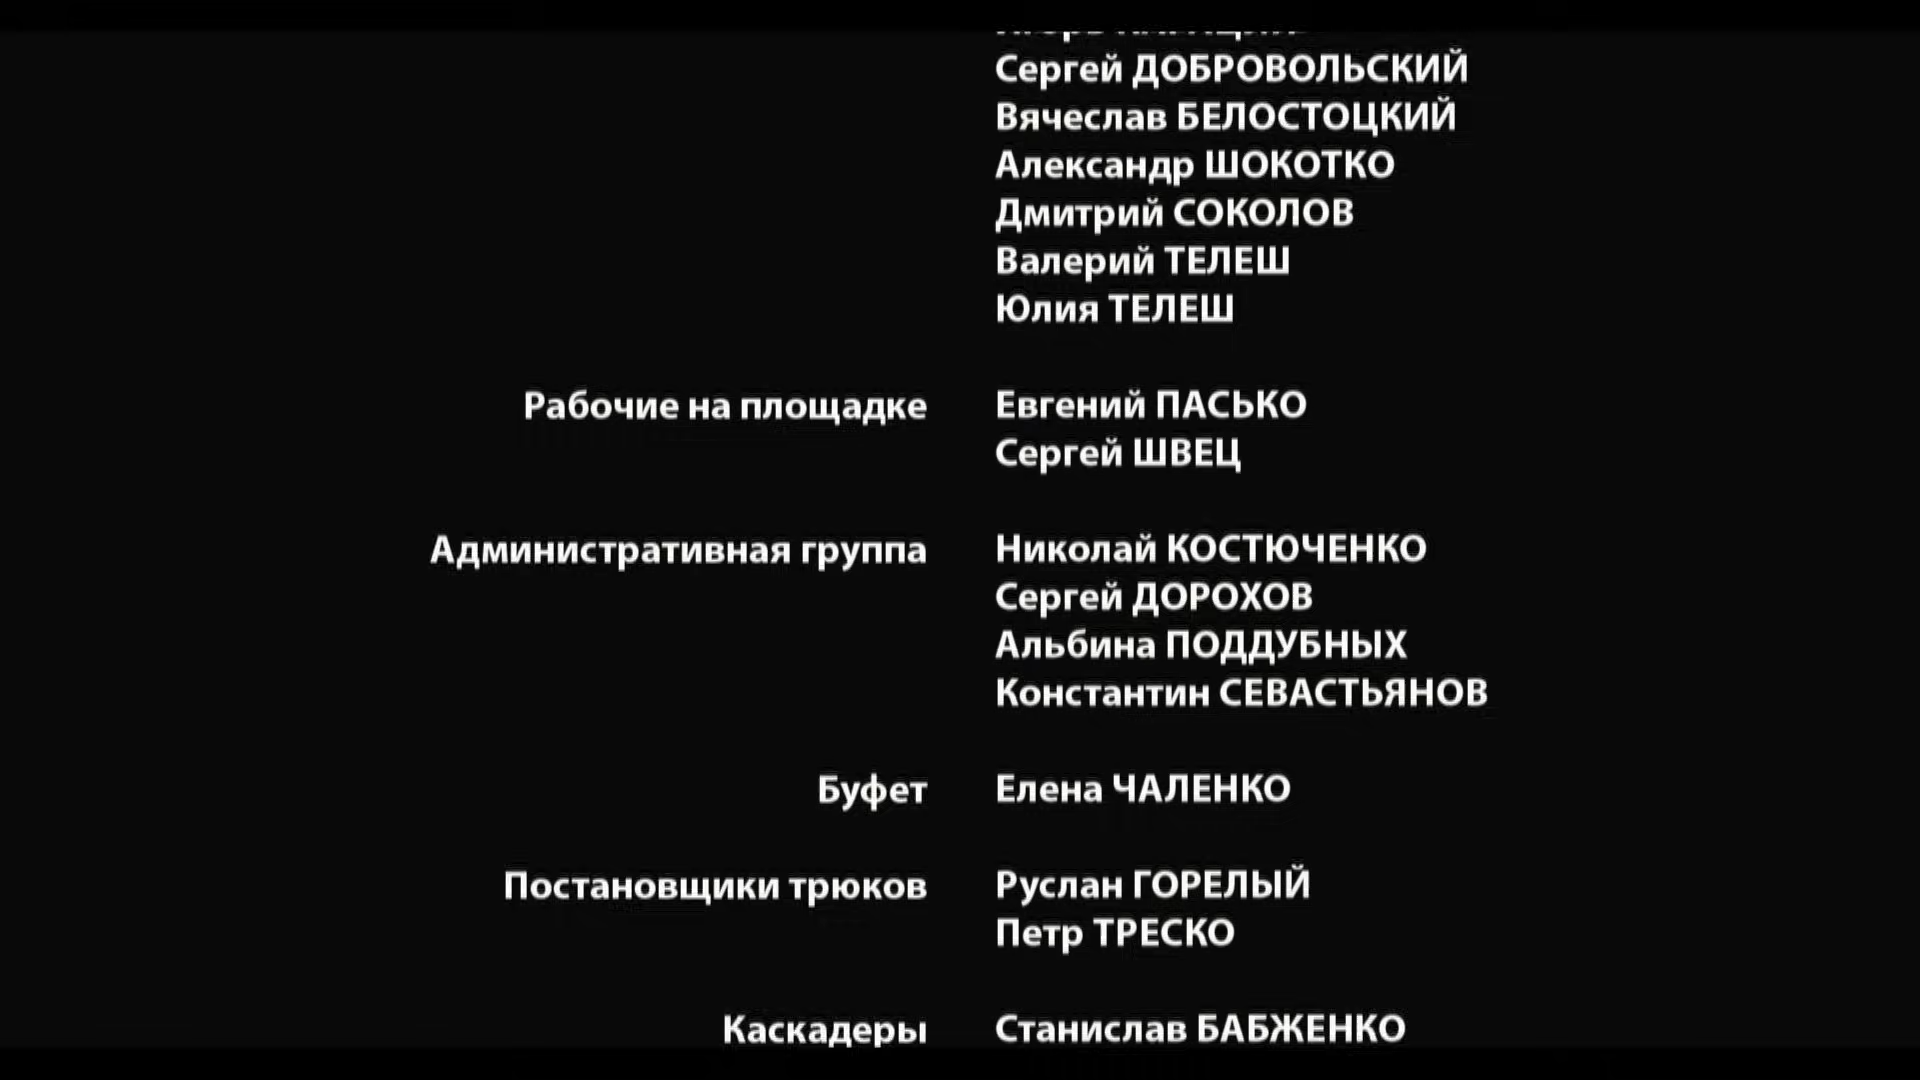 Сергей ДОБРОВОЛЬСКИЙ
Вячеслав БЕЛОСТОЦКИЙ
Александр ШОКОТКО
Дмитрий СОКОЛОВ
Валерий ТЕЛЕШ
Юлия ТЕЛЕШ
Рабочие на площадке Евгений ПАСЬКО
Сергей ШВЕЦ
Административная группа Николай КОСТЮЧЕНКО
Сергей ДОРОХОВ
Альбина ПОДДУБНЫХ
Константин СЕВАСТЬЯНОВ
Буфет Елена ЧАЛЕНКО
Постановщики трюков Руслан ГОРЕЛЫЙ
Петр ТРЕСКО
Каскадеры Станислав БАБЖЕНКО